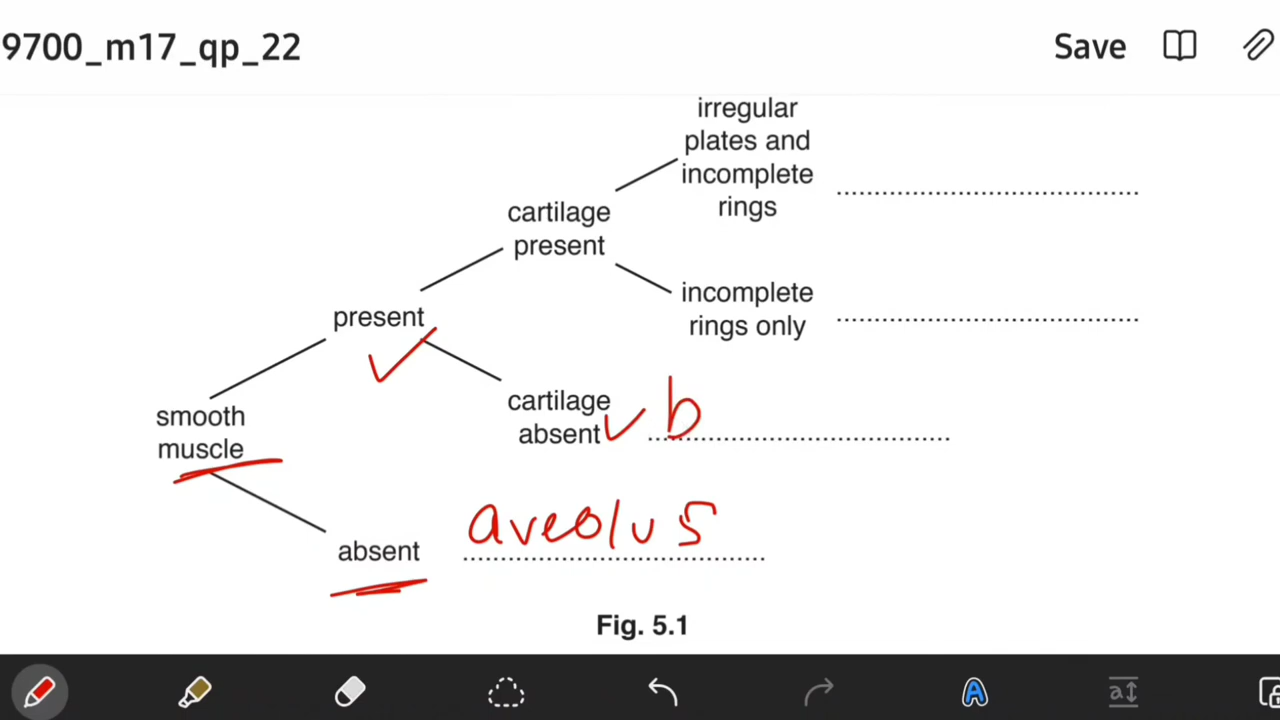 9700_m17_qp_22
Save
irregular
plates and
incomplete
rings ........................................
cartilage
present
incomplete
rings only ........................................
present
cartilage
absent b ........................................
smooth
muscle
absent aveolus ........................................
Fig. 5.1
A
a